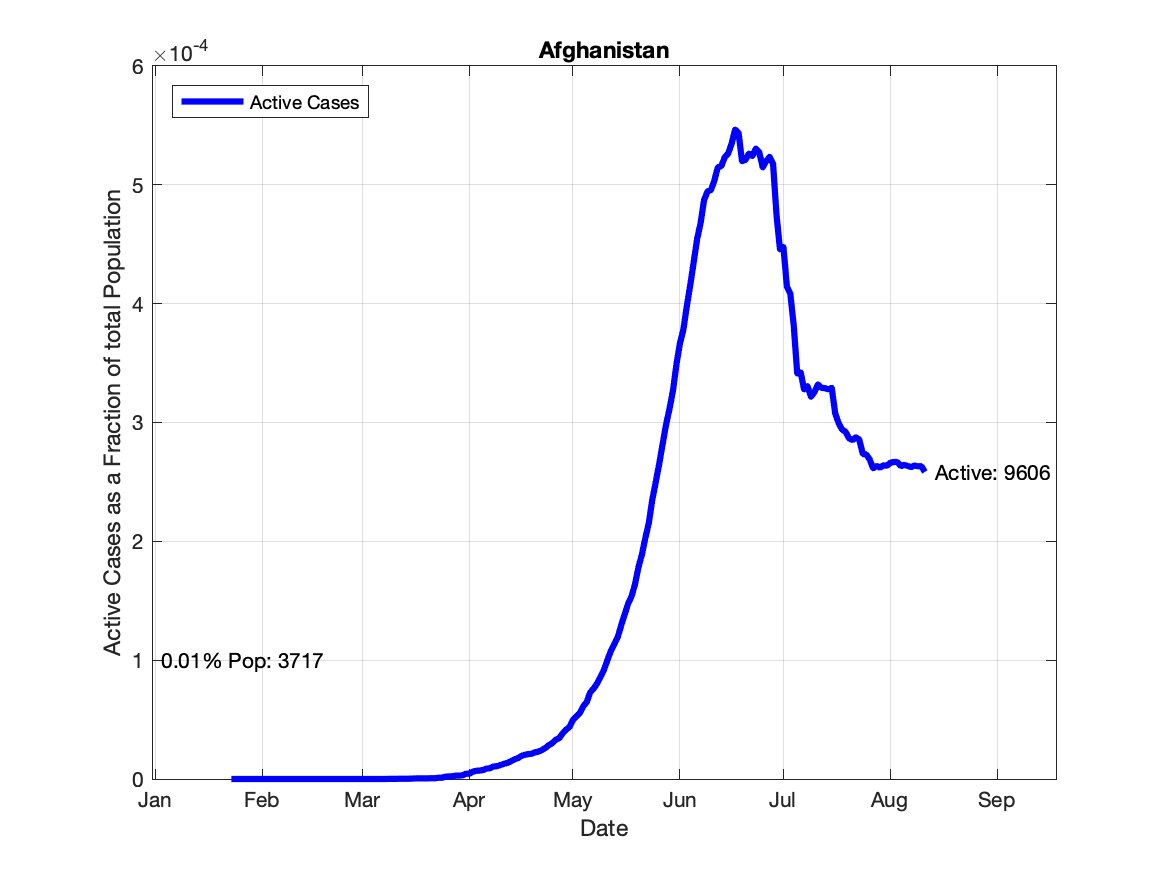 Afghanistan
×10⁻⁴
Active Cases
6
5
4
3
2
1
0
Active Cases as a Fraction of total Population
0.01% Pop: 3717
Active: 9606
Jan Feb Mar Apr May Jun Jul Aug Sep
Date